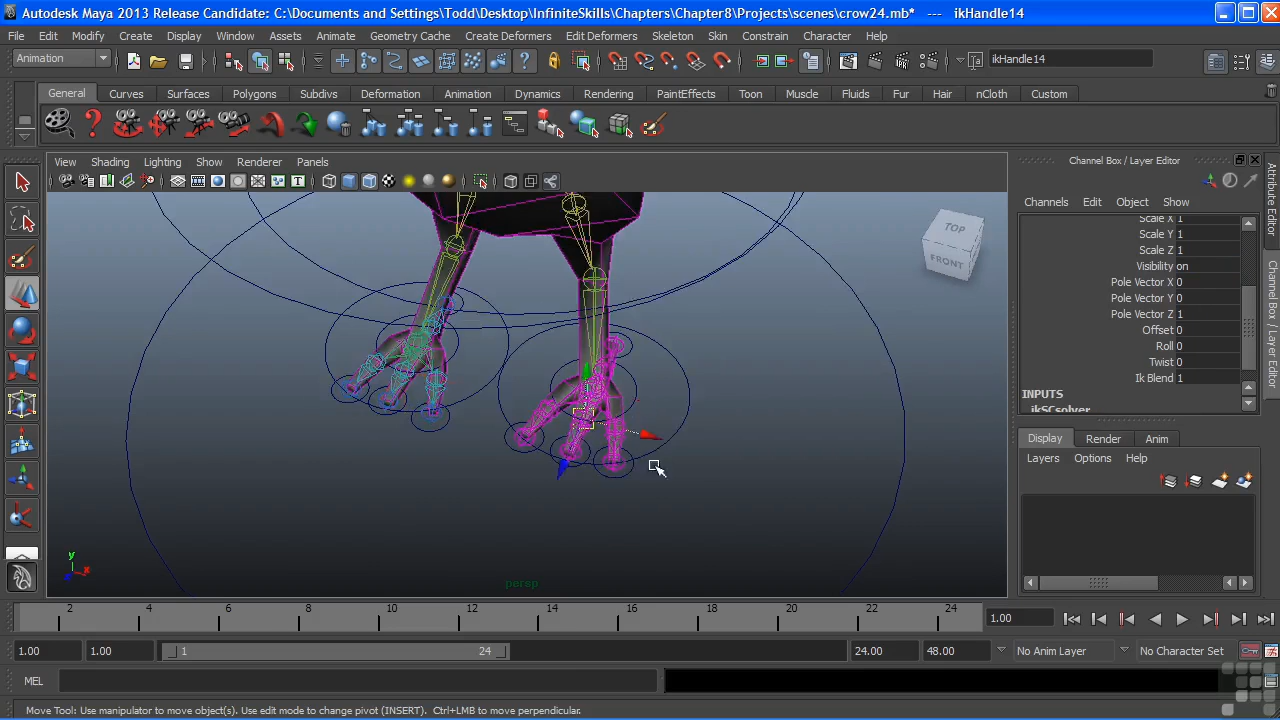 Autodesk Maya 2013 Release Candidate: C:\Documents and Settings\Todd\Desktop\InfiniteSkills\Chapters\Chapter8\Projects\scenes\crow24.mb* --- ikHandle14
File Edit Modify Create Display Window Assets Animate Geometry Cache Create Deformers Edit Deformers Skeleton Skin Constrain Character Help
Animation ikHandle14
General Curves Surfaces Polygons Subdivs Deformation Animation Dynamics Rendering PaintEffects Toon Muscle Fluids Fur Hair nCloth Custom
View Shading Lighting Show Renderer Panels
Channel Box / Layer Editor
Channels Edit Object Show
Scale X 1
Scale Y 1
Scale Z 1
Visibility on
Pole Vector X 0
Pole Vector Y 0
Pole Vector Z 1
Offset 0
Roll 0
Twist 0
Ik Blend 1
INPUTS
ikSCsolver
Attribute Editor
Channel Box / Layer Editor
TOP
FRONT
Display Render Anim
Layers Options Help
y
x
persp
2 4 6 8 10 12 14 16 18 20 22 24
1.00
1.00 1.00 1 24 24.00 48.00 No Anim Layer No Character Set
MEL
Move Tool: Use manipulator to move object(s). Use edit mode to change pivot (INSERT). Ctrl+LMB to move perpendicular.